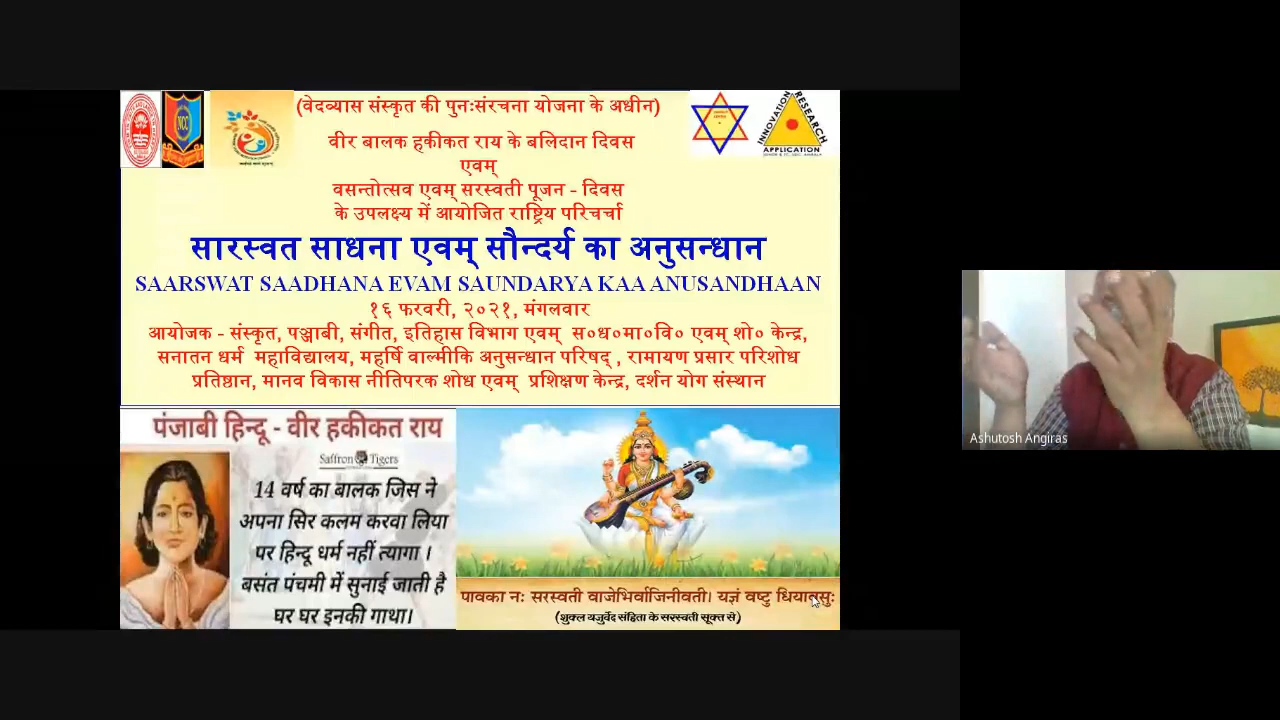 (वेदव्यास संस्कृत की पुनःसंरचना योजना के अधीन)
वीर बालक हकीकत राय के बलिदान दिवस
एवम्
वसन्तोत्सव एवम् सरस्वती पूजन - दिवस
के उपलक्ष्य में आयोजित राष्ट्रिय परिचर्चा
सारस्वत साधना एवम् सौन्दर्य का अनुसन्धान
SAARSWAT SAADHANA EVAM SAUNDARYA KAA ANUSANDHAAN
१६ फरवरी, २०२१, मंगलवार
आयोजक - संस्कृत, पञ्जाबी, संगीत, इतिहास विभाग एवम् स०ध०मा०वि० एवम् शो० केन्द्र,
सनातन धर्म महाविद्यालय, महर्षि वाल्मीकि अनुसन्धान परिषद् , रामायण प्रसार परिशोध
प्रतिष्ठान, मानव विकास नीतिपरक शोध एवम् प्रशिक्षण केन्द्र, दर्शन योग संस्थान
NCC
INNOVATION RESEARCH
APPLICATION
पंजाबी हिन्दू - वीर हकीकत राय
Saffron Tigers
14 वर्ष का बालक जिस ने
अपना सिर कलम करवा लिया
पर हिन्दू धर्म नहीं त्यागा ।
बसंत पंचमी में सुनाई जाती है
घर घर इनकी गाथा।
पावका नः सरस्वती वाजेभिर्वाजिनीवती। यज्ञं वष्टु धियावसुः
(शुक्ल यजुर्वेद संहिता के सरस्वती सूक्त से)
Ashutosh Angiras